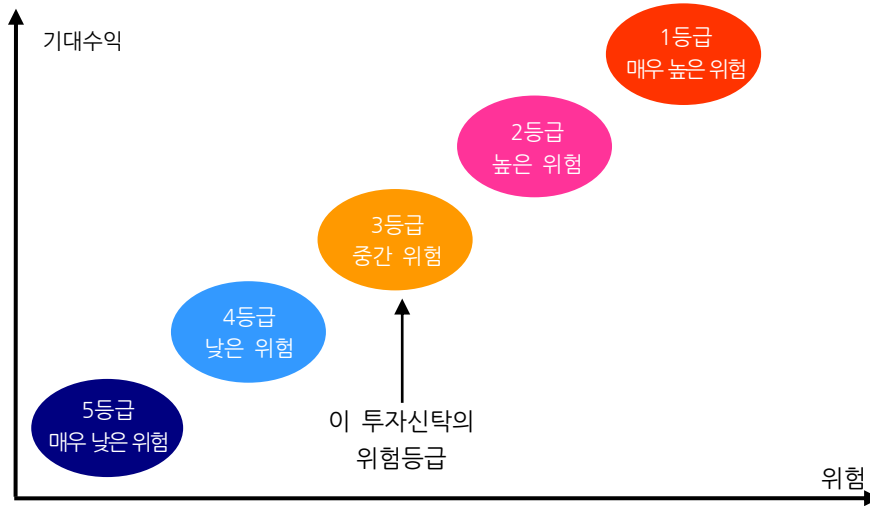 기대수익
1등급
매우 높은 위험
2등급
높은 위험
3등급
중간 위험
4등급
낮은 위험
5등급
매우 낮은 위험
이 투자신탁의
위험등급
위험